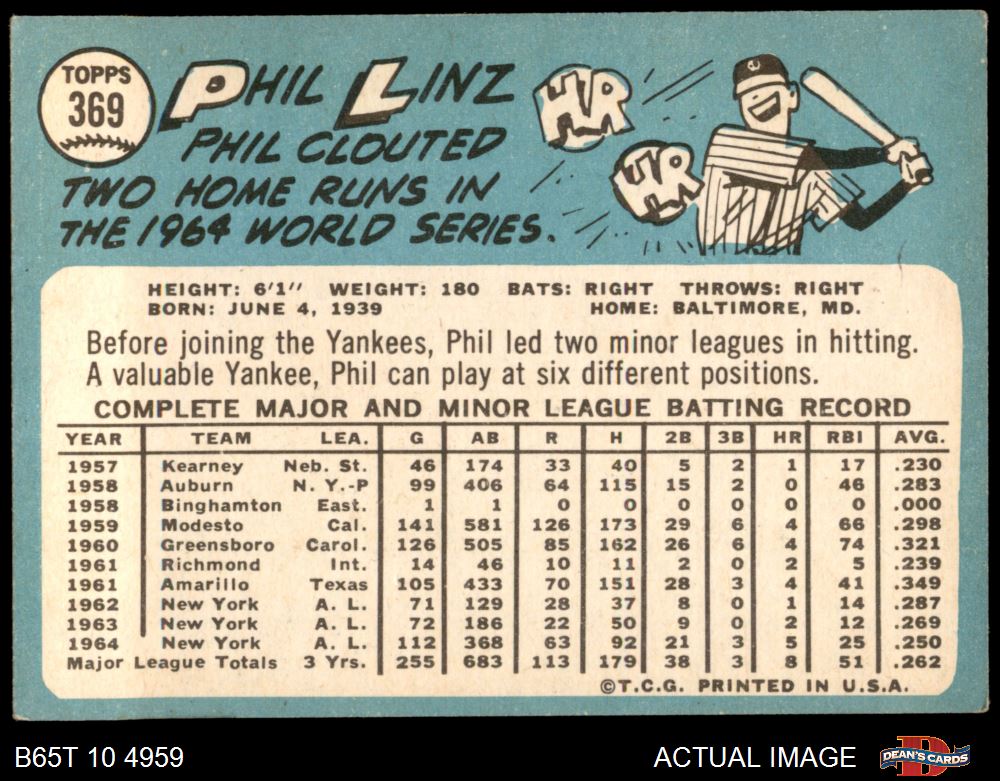 TOPPS
369
PHIL LINZ
PHIL CLOUTED
TWO HOME RUNS IN
THE 1964 WORLD SERIES.
HR
HR
HEIGHT: 6'1" WEIGHT: 180 BATS: RIGHT THROWS: RIGHT
BORN: JUNE 4, 1939 HOME: BALTIMORE, MD.
Before joining the Yankees, Phil led two minor leagues in hitting.
A valuable Yankee, Phil can play at six different positions.
COMPLETE MAJOR AND MINOR LEAGUE BATTING RECORD
YEAR TEAM LEA. G AB R H 2B 3B HR RBI AVG.
1957 Kearney Neb. St. 46 174 33 40 5 2 1 17 .230
1958 Auburn N. Y.-P 99 406 64 115 15 2 0 46 .283
1958 Binghamton East. 1 1 0 0 0 0 0 0 .000
1959 Modesto Cal. 141 581 126 173 29 6 4 66 .298
1960 Greensboro Carol. 126 505 85 162 26 6 4 74 .321
1961 Richmond Int. 14 46 10 11 2 0 2 5 .239
1961 Amarillo Texas 105 433 70 151 28 3 4 41 .349
1962 New York A. L. 71 129 28 37 8 0 1 14 .287
1963 New York A. L. 72 186 22 50 9 0 2 12 .269
1964 New York A. L. 112 368 63 92 21 3 5 25 .250
Major League Totals 3 Yrs. 255 683 113 179 38 3 8 51 .262
©T.C.G. PRINTED IN U.S.A.
B65T 10 4959 ACTUAL IMAGE DEAN'S CARDS